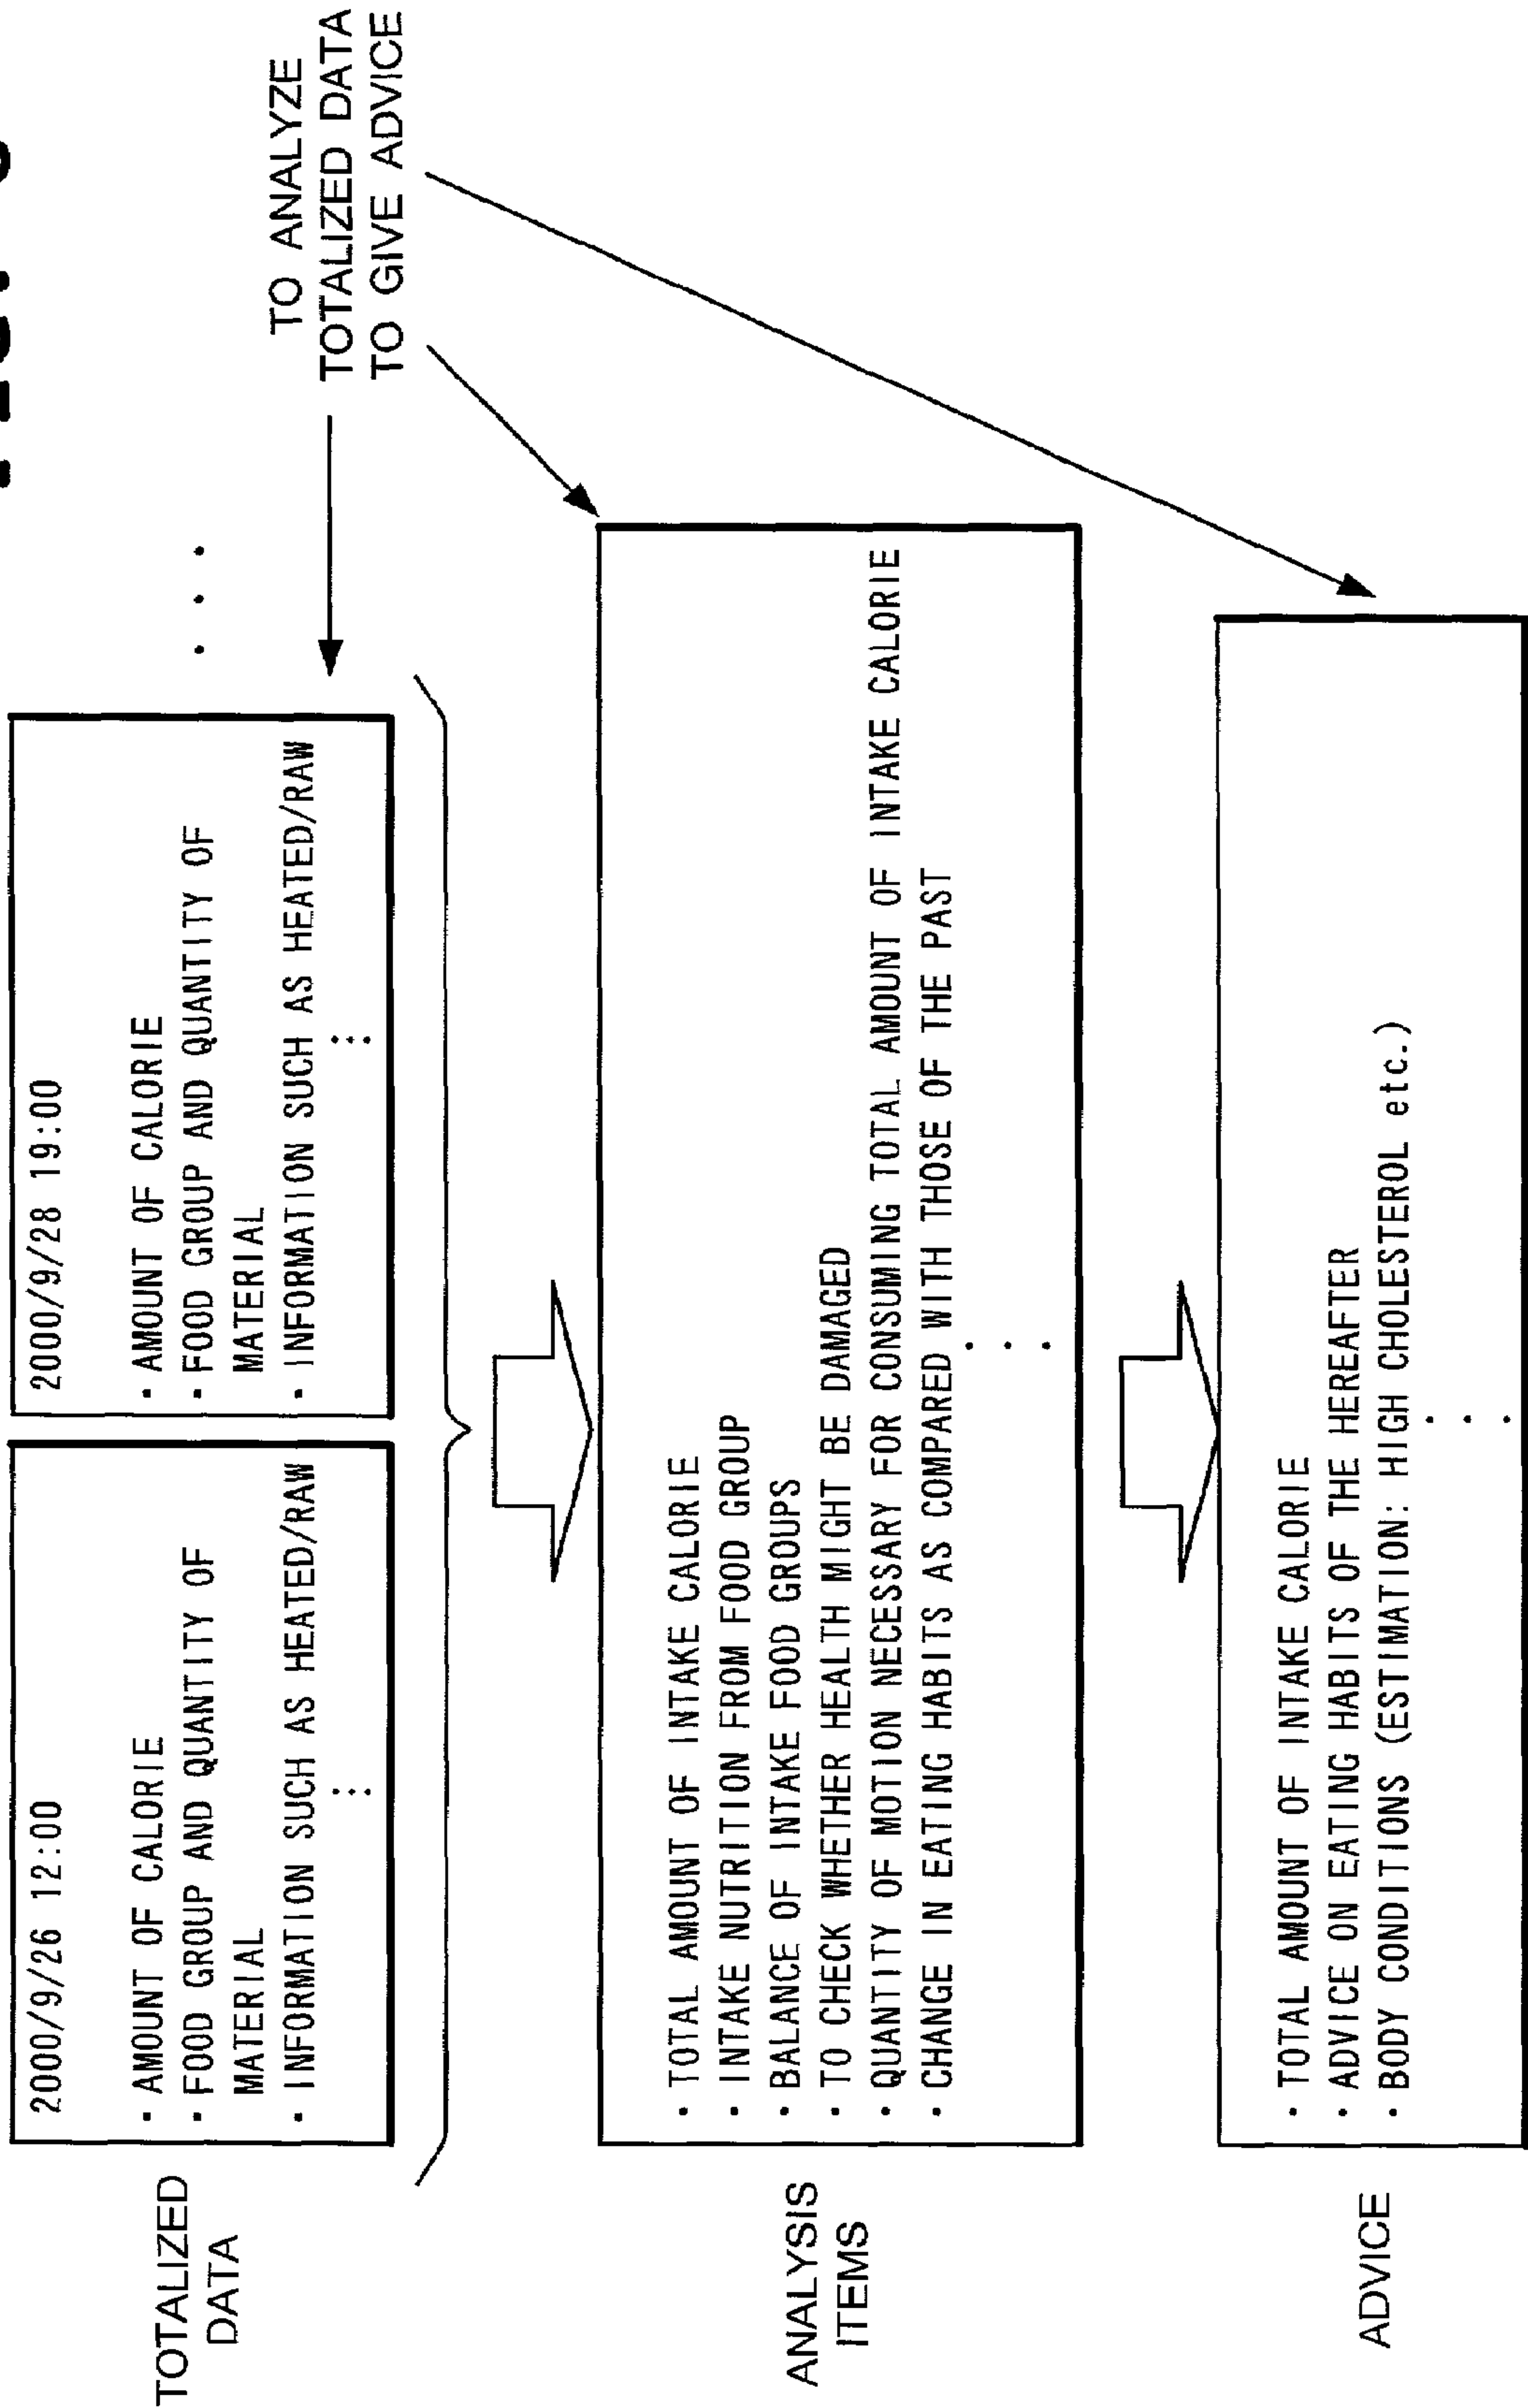 TOTALIZED
DATA
2000/9/26 12:00
· AMOUNT OF CALORIE
· FOOD GROUP AND QUANTITY OF
MATERIAL
· INFORMATION SUCH AS HEATED/RAW
2000/9/28 19:00
· AMOUNT OF CALORIE
· FOOD GROUP AND QUANTITY OF
MATERIAL
· INFORMATION SUCH AS HEATED/RAW
TO ANALYZE
TOTALIZED DATA
TO GIVE ADVICE
ANALYSIS
ITEMS
· TOTAL AMOUNT OF INTAKE CALORIE
· INTAKE NUTRITION FROM FOOD GROUP
· BALANCE OF INTAKE FOOD GROUPS
· TO CHECK WHETHER HEALTH MIGHT BE DAMAGED
· QUANTITY OF MOTION NECESSARY FOR CONSUMING TOTAL AMOUNT OF INTAKE CALORIE
· CHANGE IN EATING HABITS AS COMPARED WITH THOSE OF THE PAST
ADVICE
· TOTAL AMOUNT OF INTAKE CALORIE
· ADVICE ON EATING HABITS OF THE HEREAFTER
· BODY CONDITIONS (ESTIMATION: HIGH CHOLESTEROL etc.)